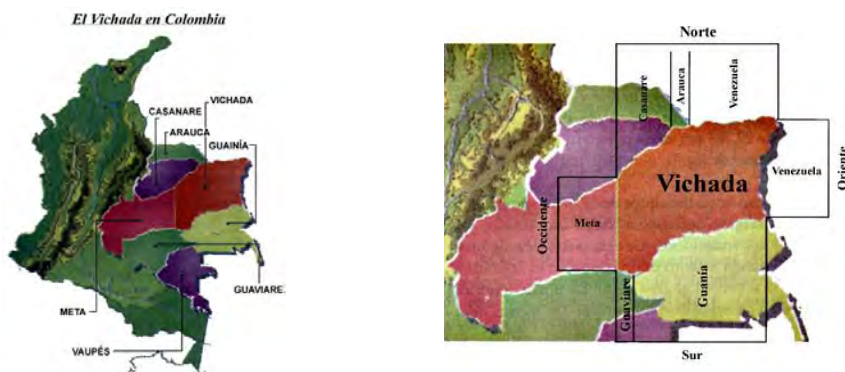 El Vichada en Colombia
VICHADA
CASANARE
ARAUCA
GUAINÍA
GUAVIARE.
META
VAUPÉS
Norte
Casanare
Arauca
Venezuela
Venezuela
Oriente
Vichada
Occidente
Meta
Guaviare
Guanía
Sur